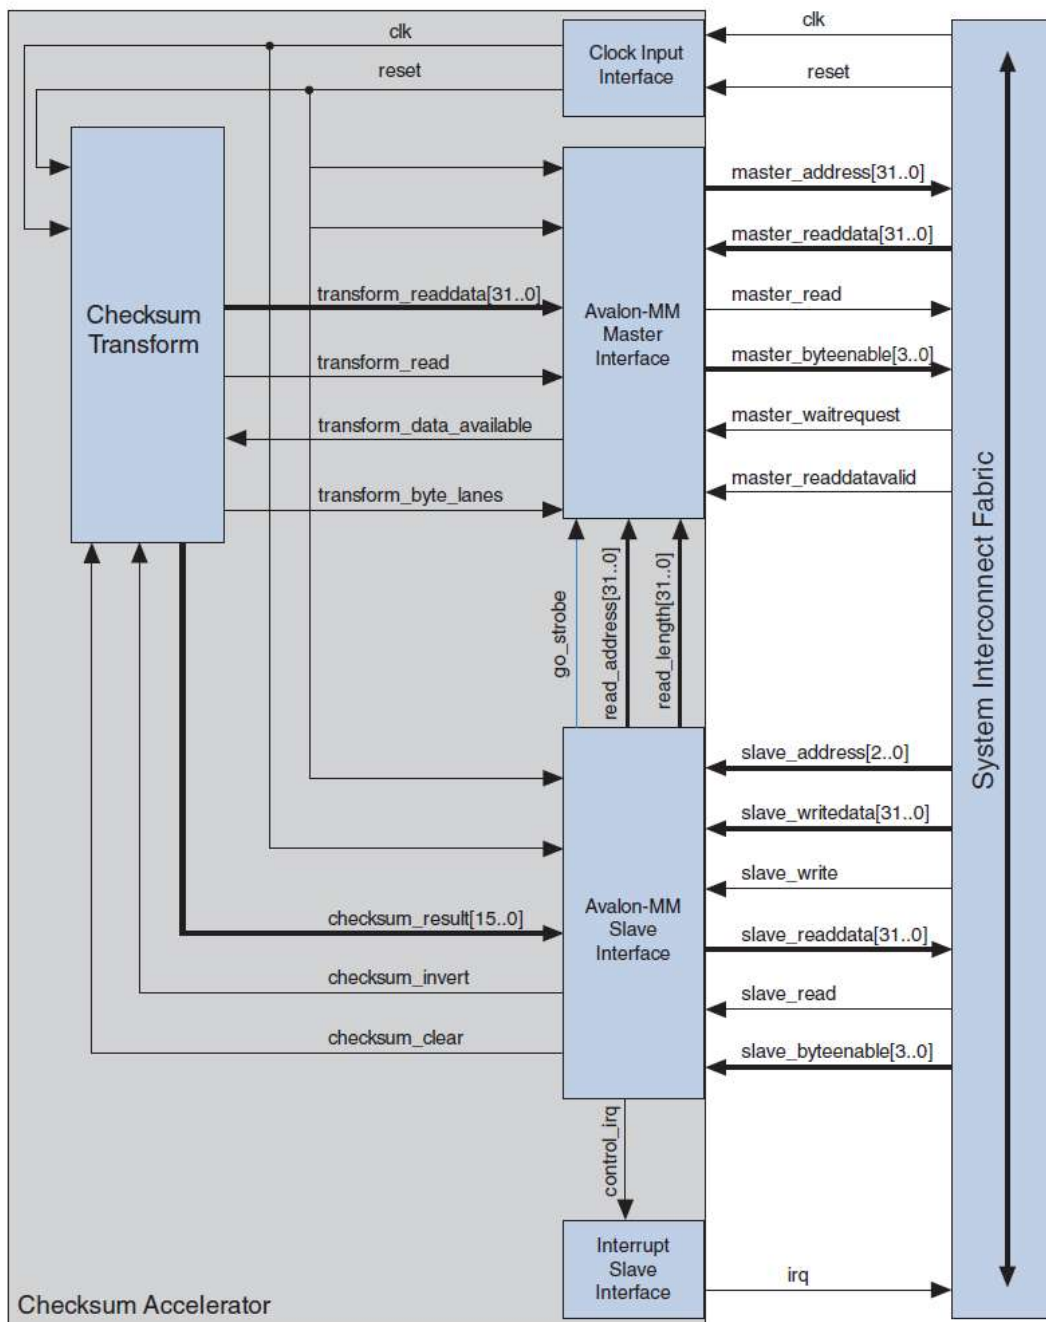 clk
clk
reset
reset
Clock Input
Interface
Checksum
Transform
transform_readdata[31..0]
transform_read
transform_data_available
transform_byte_lanes
Avalon-MM
Master
Interface
master_address[31..0]
master_readdata[31..0]
master_read
master_byteenable[3..0]
master_waitrequest
master_readdatavalid
System Interconnect Fabric
go_strobe
read_address[31..0]
read_length[31..0]
slave_address[2..0]
slave_writedata[31..0]
slave_write
slave_readdata[31..0]
slave_read
slave_byteenable[3..0]
Avalon-MM
Slave
Interface
checksum_result[15..0]
checksum_invert
checksum_clear
control_irq
Interrupt
Slave
Interface
irq
Checksum Accelerator